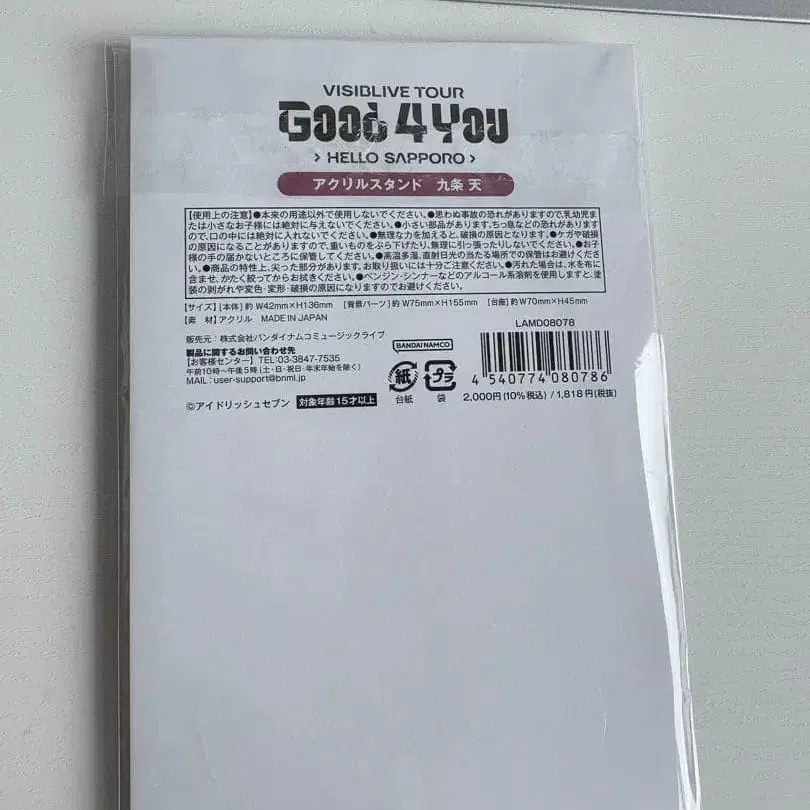 VISIBLIVE TOUR
Good 4 You
› HELLO SAPPORO ›
アクリルスタンド 九条 天
【使用上の注意】●本来の用途以外で使用しないでください。●思わぬ事故の恐れがありますので、乳幼児ま
たは小さなお子様には絶対に与えないでください。●小さい部品があります。ちっ息などの恐れがありますの
で、口の中には絶対に入れないでください。●無理な力を加えると、破損の原因となります。●ケガや破損
の原因になることがありますので、重いものをぶら下げたり、無理に引っ張ったりしないでください。●お子
様の手の届かないところに保管してください。●高温多湿、直射日光の当たる場所での保管はお避けくださ
い。●商品の特性上、尖った部分があります。お取り扱いには十分ご注意ください。●汚れた場合は、水を布に
含ませ、かたく絞ってからお拭きください。●ベンジン・シンナーなどのアルコール系溶剤を使用しますと、塗
装の剥がれや変色・変形・破損の原因になりますのでお避けください。
【サイズ】[本体]約 W42mm×H136mm [背景パーツ]約 W75mm×H155mm [台座]約 W70mm×H45mm
【素 材】アクリル MADE IN JAPAN
LAMD08078
販売元:株式会社バンダイナムコミュージックライブ
製品に関するお問い合わせ先
【お客様センター】TEL:03-3847-7535
午前10時〜午後5時(土・日・祝日・年末年始を除く)
MAIL:user-support@bnml.jp
BANDAI NAMCO
紙
台紙
プラ
袋
4 540774 080786
2,000円(10%税込)/1,818円(税抜)
©アイドリッシュセブン 対象年齢15才以上